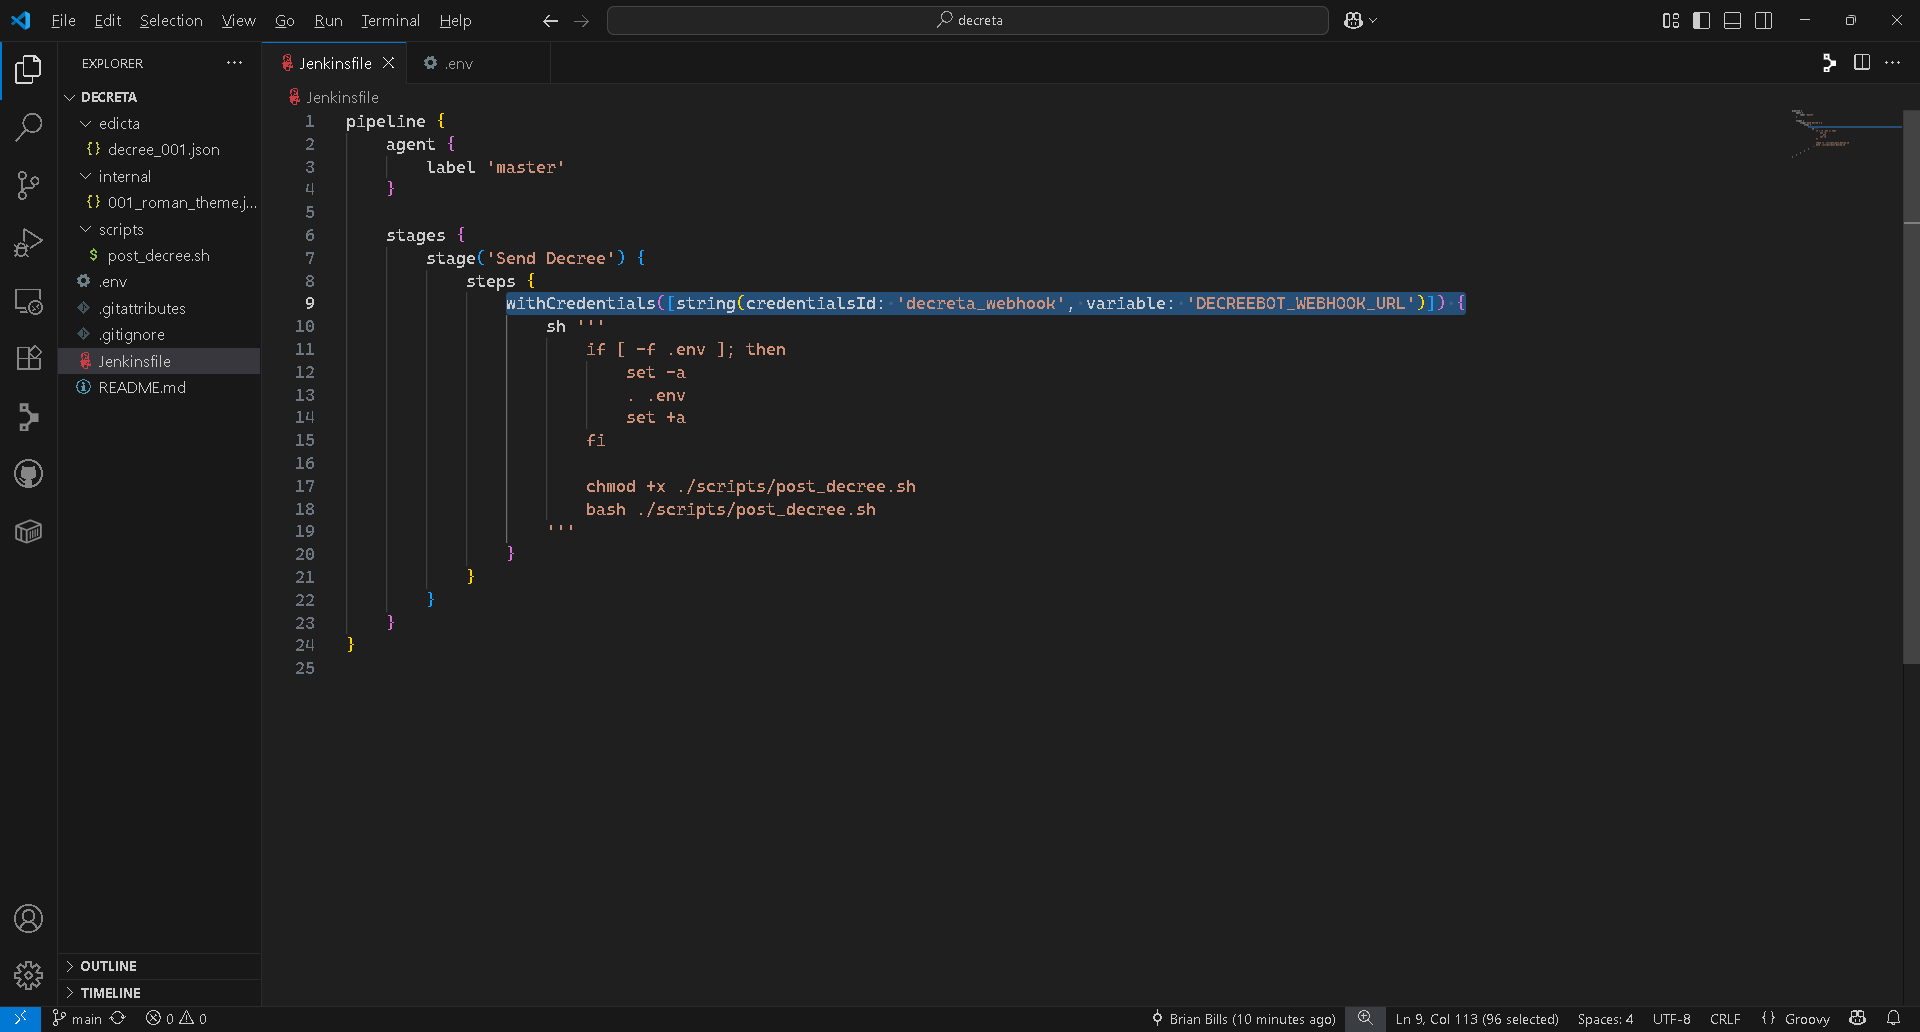 File Edit Selection View Go Run Terminal Help
decreta
EXPLORER
DECRETA
edicta
{} decree_001.json
internal
{} 001_roman_theme.j...
scripts
$ post_decree.sh
.env
.gitattributes
.gitignore
Jenkinsfile
README.md
OUTLINE
TIMELINE
Jenkinsfile
.env
Jenkinsfile
1 pipeline {
2 agent {
3 label 'master'
4 }
5
6 stages {
7 stage('Send Decree') {
8 steps {
9 withCredentials([string(credentialsId: 'decreta_webhook', variable: 'DECREEBOT_WEBHOOK_URL')]) {
10 sh '''
11 if [ -f .env ]; then
12 set -a
13 . .env
14 set +a
15 fi
16
17 chmod +x ./scripts/post_decree.sh
18 bash ./scripts/post_decree.sh
19 '''
20 }
21 }
22 }
23 }
24 }
25
main 0 0 Brian Bills (10 minutes ago) Ln 9, Col 113 (96 selected) Spaces: 4 UTF-8 CRLF {} Groovy